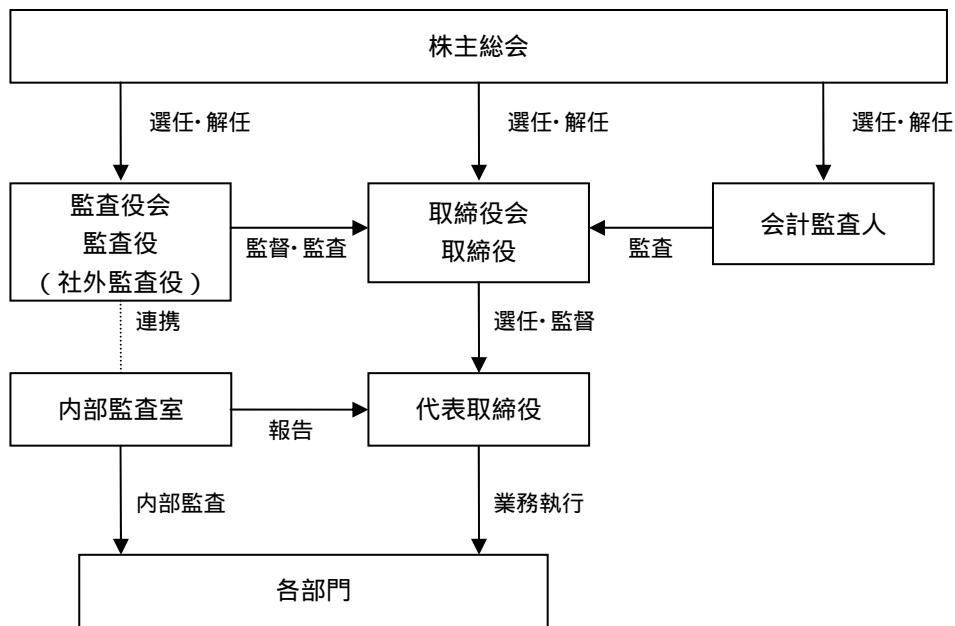 株主総会
選任・解任
選任・解任
選任・解任
監査役会
監査役
(社外監査役)
監督・監査
取締役会
取締役
監査
会計監査人
連携
選任・監督
内部監査室
報告
代表取締役
内部監査
業務執行
各部門